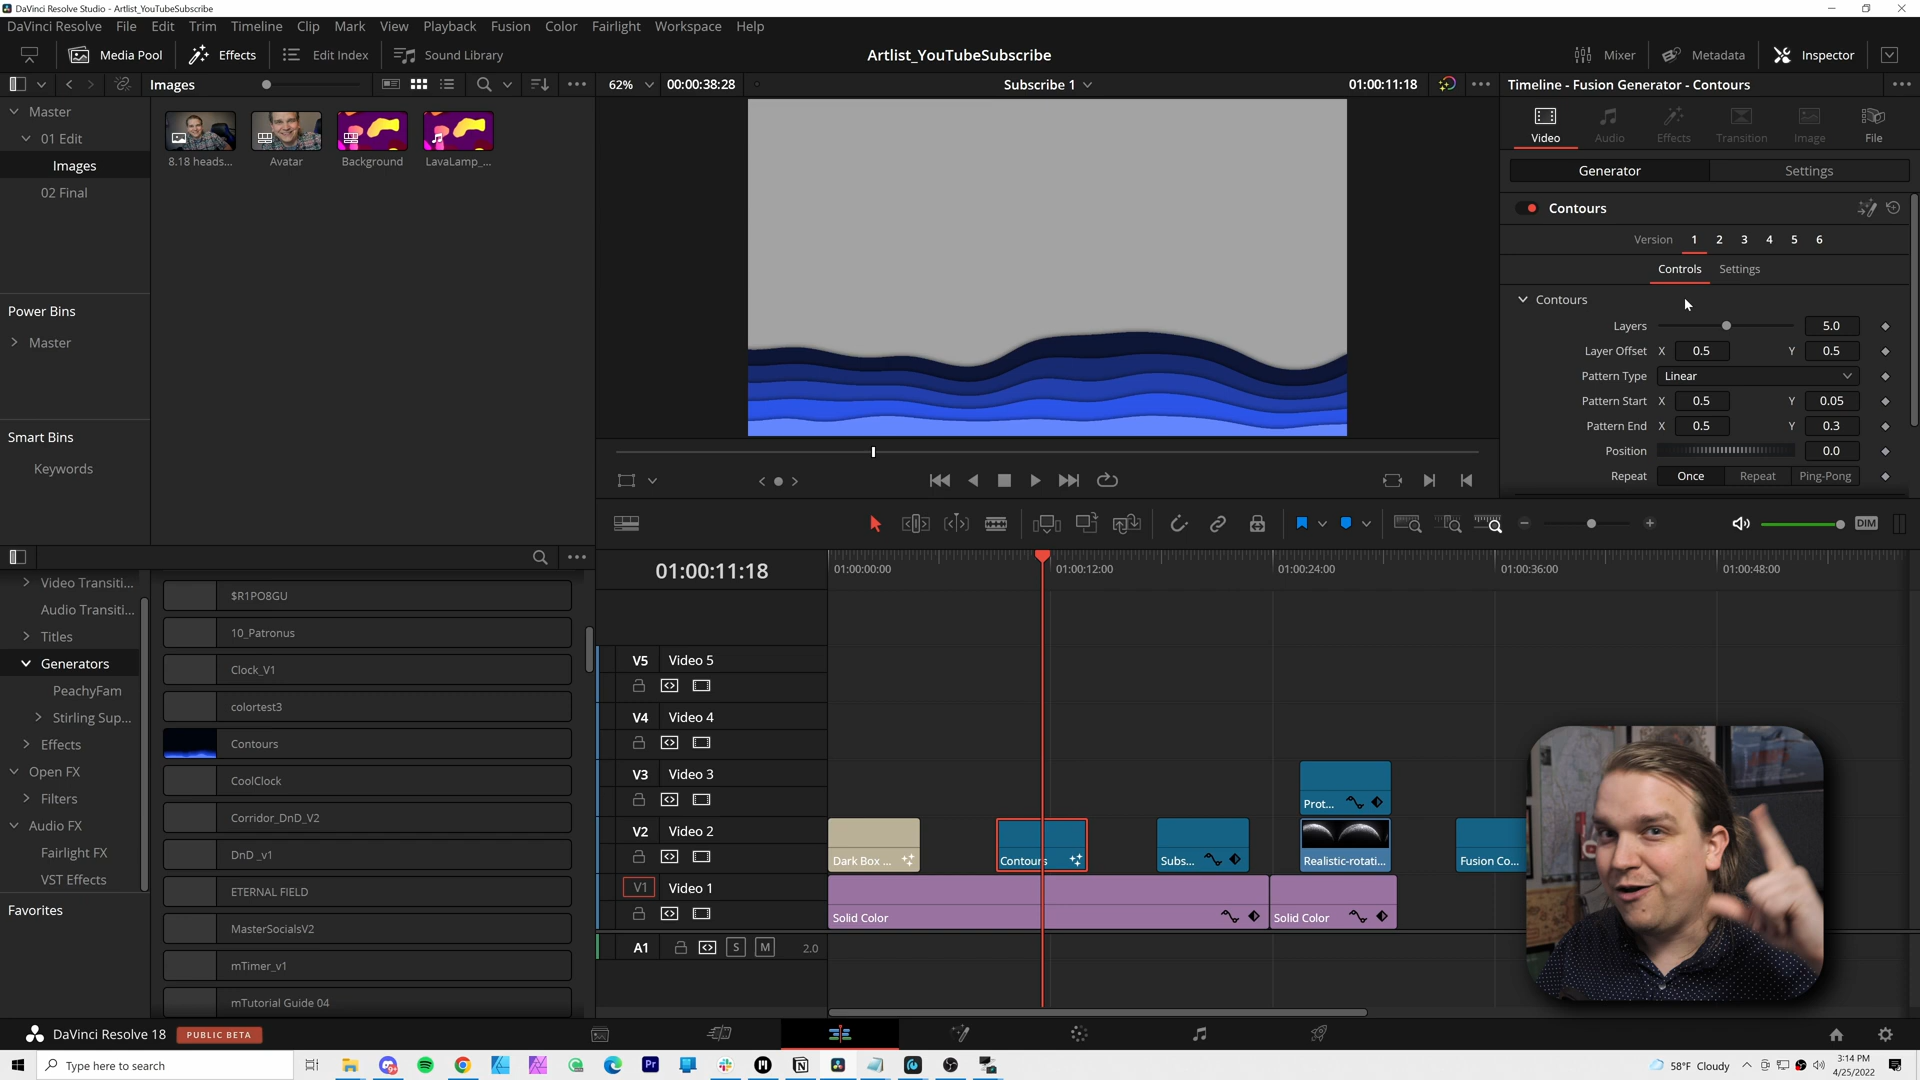 DaVinci Resolve Studio - Artlist_YouTubeSubscribe
DaVinci Resolve File Edit Trim Timeline Clip Mark View Playback Fusion Color Fairlight Workspace Help
Media Pool Effects Edit Index Sound Library
Artlist_YouTubeSubscribe
Mixer Metadata Inspector
Images
62% 00:00:38:28
Subscribe 1
01:00:11:18
Timeline - Fusion Generator - Contours
Master
01 Edit
Images
02 Final
8.18 heads...
Avatar
Background
LavaLamp_...
Power Bins
Master
Smart Bins
Keywords
Video Audio Effects Transition Image File
Generator Settings
Contours
Version 1 2 3 4 5 6
Controls Settings
Contours
Layers 5.0
Layer Offset X 0.5 Y 0.5
Pattern Type Linear
Pattern Start X 0.5 Y 0.05
Pattern End X 0.5 Y 0.3
Position 0.0
Repeat Once Repeat Ping-Pong
DIM
Video Transiti...
Audio Transiti...
Titles
Generators
PeachyFam
Stirling Sup...
Effects
Open FX
Filters
Audio FX
Fairlight FX
VST Effects
Favorites
$R1PO8GU
10_Patronus
Clock_V1
colortest3
Contours
CoolClock
Corridor_DnD_V2
DnD _v1
ETERNAL FIELD
MasterSocialsV2
mTimer_v1
mTutorial Guide 04
01:00:11:18
01:00:00:00 01:00:12:00 01:00:24:00 01:00:36:00 01:00:48:00
V5 Video 5
V4 Video 4
V3 Video 3
Prot...
V2 Video 2
Dark Box ...
Contours
Subs...
Realistic-rotati...
Fusion Co...
V1 Video 1
Solid Color
Solid Color
A1 S M 2.0
DaVinci Resolve 18 PUBLIC BETA
Type here to search
Pr
58°F Cloudy
3:14 PM
4/25/2022